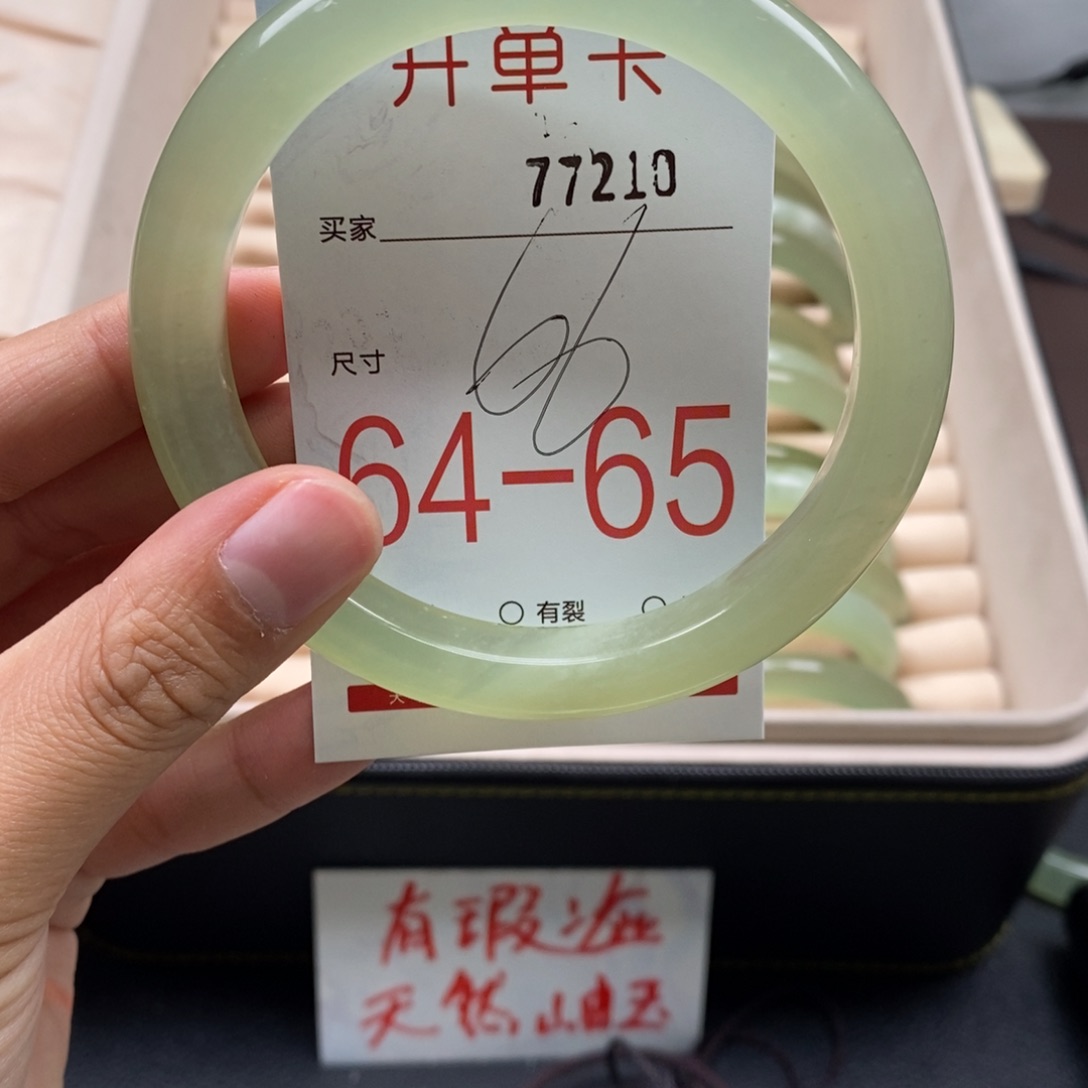 开单卡
77210
买家
66
尺寸
64-65
○ 有裂 ○
有瑕疵
天然岫玉